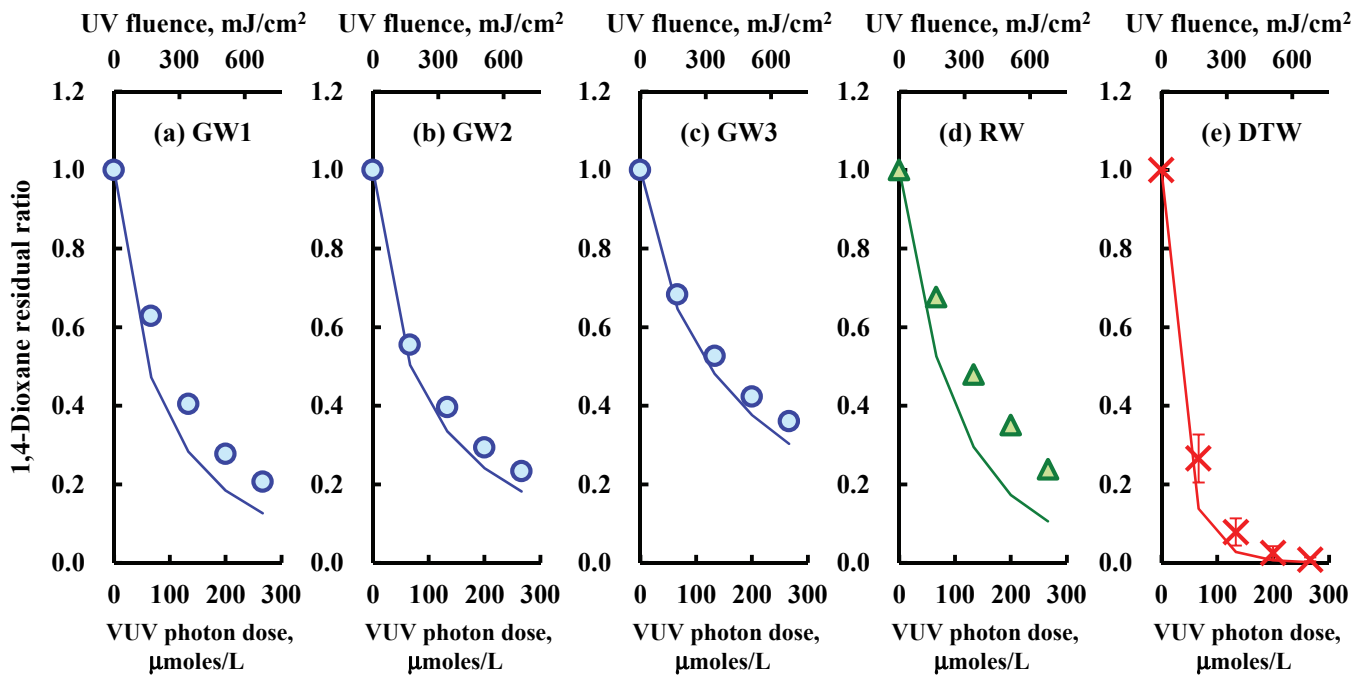 UV fluence, mJ/cm² UV fluence, mJ/cm² UV fluence, mJ/cm² UV fluence, mJ/cm² UV fluence, mJ/cm²
0 300 600 0 300 600 0 300 600 0 300 600 0 300 600
1.2 1.2 1.2 1.2 1.2
(a) GW1 (b) GW2 (c) GW3 (d) RW (e) DTW
1.0 1.0 1.0 1.0 1.0
0.8 0.8 0.8 0.8 0.8
0.6 0.6 0.6 0.6 0.6
0.4 0.4 0.4 0.4 0.4
0.2 0.2 0.2 0.2 0.2
0.0 0.0 0.0 0.0 0.0
1,4-Dioxane residual ratio
0 100 200 300 0 100 200 300 0 100 200 300 0 100 200 300 0 100 200 300
VUV photon dose, VUV photon dose, VUV photon dose, VUV photon dose, VUV photon dose,
μmoles/L μmoles/L μmoles/L μmoles/L μmoles/L